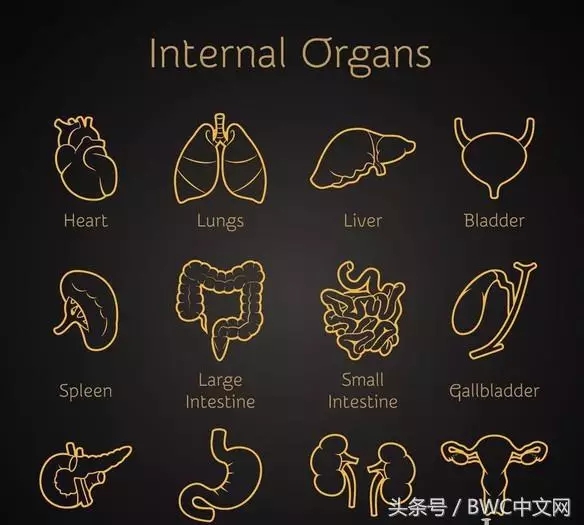 Internal Organs
Heart
Lungs
Liver
Bladder
Spleen
Large
Intestine
Small
Intestine
Gallbladder
头条号 / BWC中文网